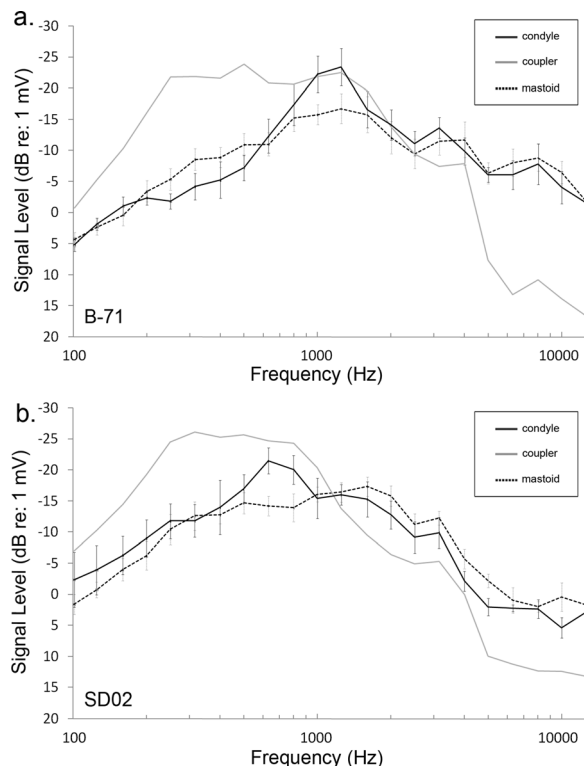 a.
Signal Level (dB re: 1 mV)
-30
-25
-20
-15
-10
-5
0
5
10
15
20
condyle
coupler
mastoid
B-71
100
1000
10000
Frequency (Hz)
b.
Signal Level (dB re: 1 mV)
-30
-25
-20
-15
-10
-5
0
5
10
15
20
condyle
coupler
mastoid
SD02
100
1000
10000
Frequency (Hz)